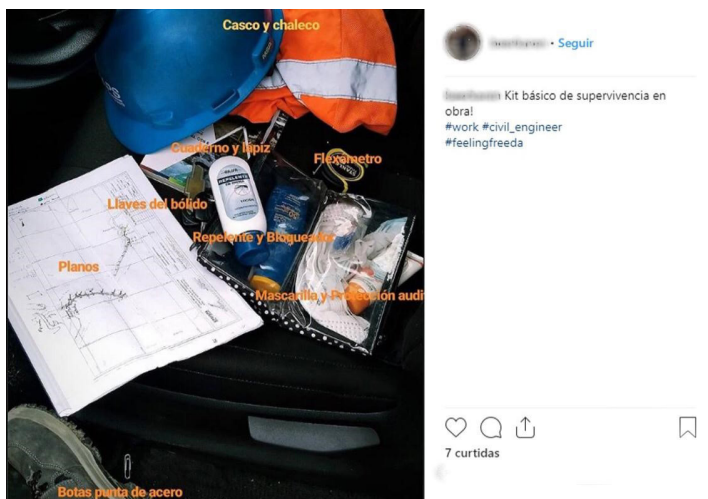 Casco y chaleco
Cuaderno y lápiz
Flexómetro
REPELENTE
Llaves del bólido
Repelente y Bloqueador
Planos
Mascarilla y Protección audi
Botas punta de acero
• Seguir
Kit básico de supervivencia en
obra!
#work #civil_engineer
#feelingfreeda
7 curtidas